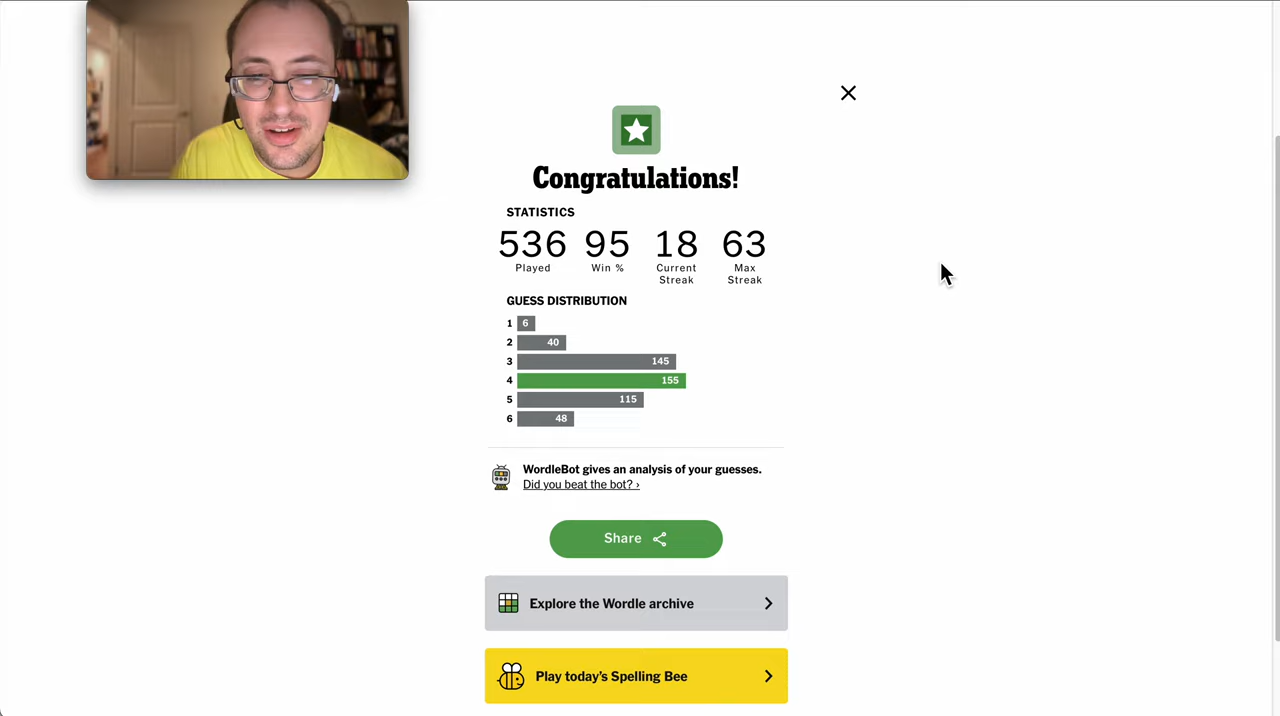 Congratulations!
STATISTICS
536 95 18 63
Played Win % Current Streak Max Streak
GUESS DISTRIBUTION
1 6
2 40
3 145
4 155
5 115
6 48
WordleBot gives an analysis of your guesses.
Did you beat the bot? ›
Share
Explore the Wordle archive
Play today’s Spelling Bee